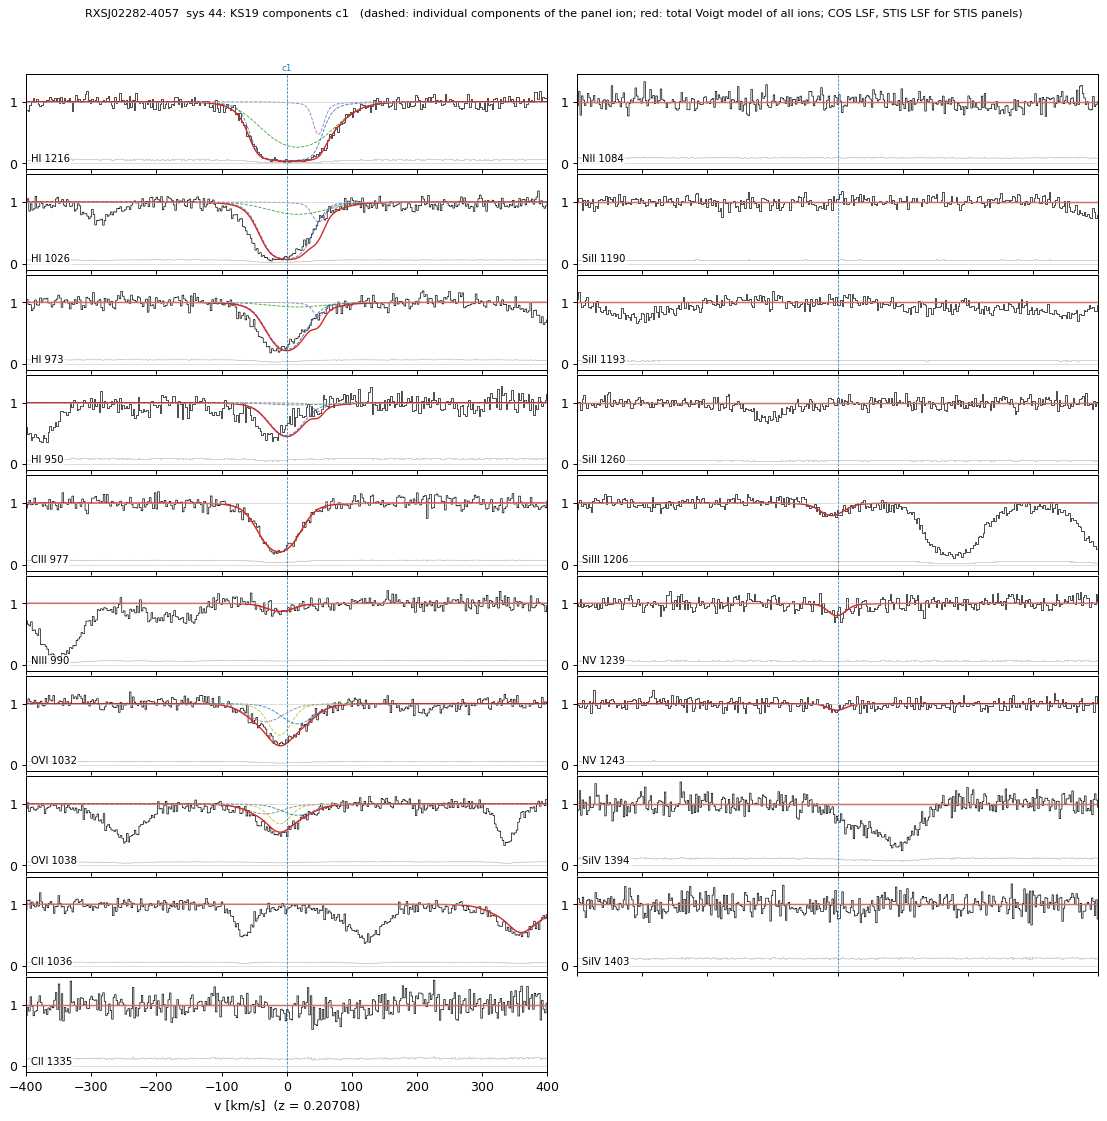 RXSJ02282-4057  sys 44: KS19 components c1   (dashed: individual components of the panel ion; red: total Voigt model of all ions; COS LSF, STIS LSF for STIS panels)
c1
1
0
HI 1216
1
0
HI 1026
1
0
HI 973
1
0
HI 950
1
0
CIII 977
1
0
NIII 990
1
0
OVI 1032
1
0
OVI 1038
1
0
CII 1036
1
0
CII 1335
−400 −300 −200 −100 0 100 200 300 400
v [km/s]  (z = 0.20708)
1
0
NII 1084
1
0
SiII 1190
1
0
SiII 1193
1
0
SiII 1260
1
0
SiIII 1206
1
0
NV 1239
1
0
NV 1243
1
0
SiIV 1394
1
0
SiIV 1403